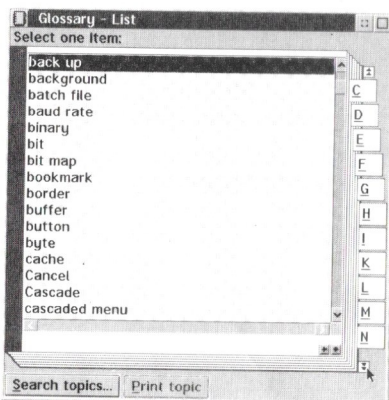 Glossary - List
Select one item:
back up
background
batch file
baud rate
binary
bit
bit map
bookmark
border
buffer
button
byte
cache
Cancel
Cascade
cascaded menu
C
D
E
F
G
H
I
K
L
M
N
Search topics...
Print topic